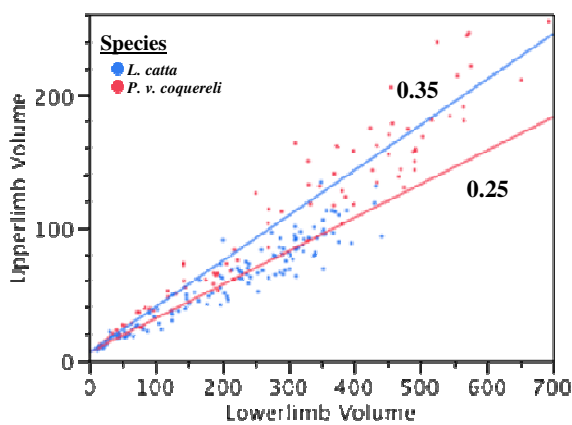 Species
L. catta
P. v. coquereli
0.35
0.25
Upperlimb Volume
200
100
0
0 100 200 300 400 500 600 700
Lowerlimb Volume